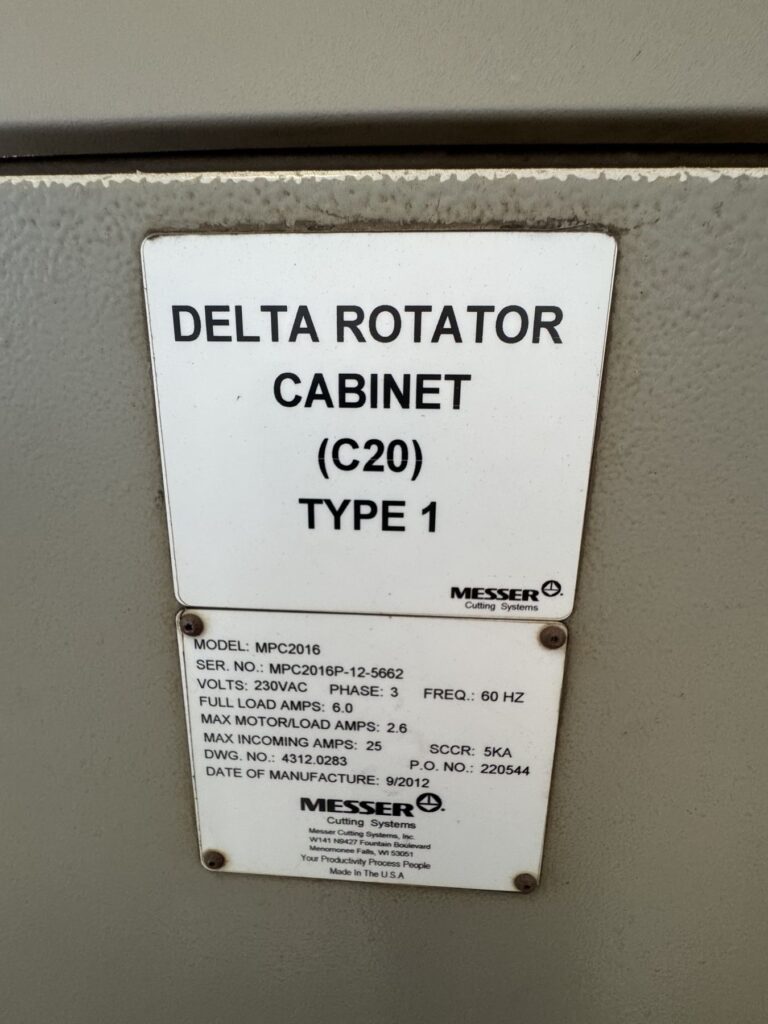 DELTA ROTATOR
CABINET
(C20)
TYPE 1
MESSER
Cutting Systems
MODEL: MPC2016
SER. NO.: MPC2016P-12-5662
VOLTS: 230VAC PHASE: 3 FREQ.: 60 HZ
FULL LOAD AMPS: 6.0
MAX MOTOR/LOAD AMPS: 2.6
MAX INCOMING AMPS: 25 SCCR: 5KA
DWG. NO.: 4312.0283 P.O. NO.: 220544
DATE OF MANUFACTURE: 9/2012
MESSER
Cutting Systems
Messer Cutting Systems, Inc.
W141 N9427 Fountain Boulevard
Menomonee Falls, WI 53051
Your Productivity Process People
Made In The U.S.A